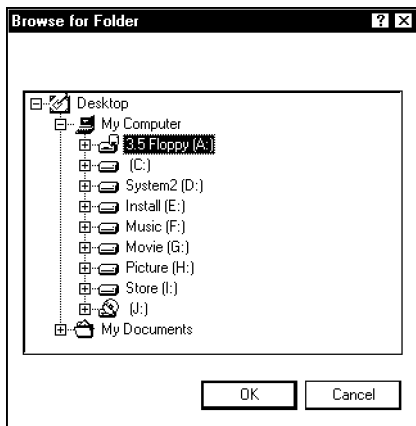 Browse for Folder
Desktop
My Computer
3.5 Floppy (A:)
(C:)
System2 (D:)
Install (E:)
Music (F:)
Movie (G:)
Picture (H:)
Store (I:)
(J:)
My Documents
OK Cancel